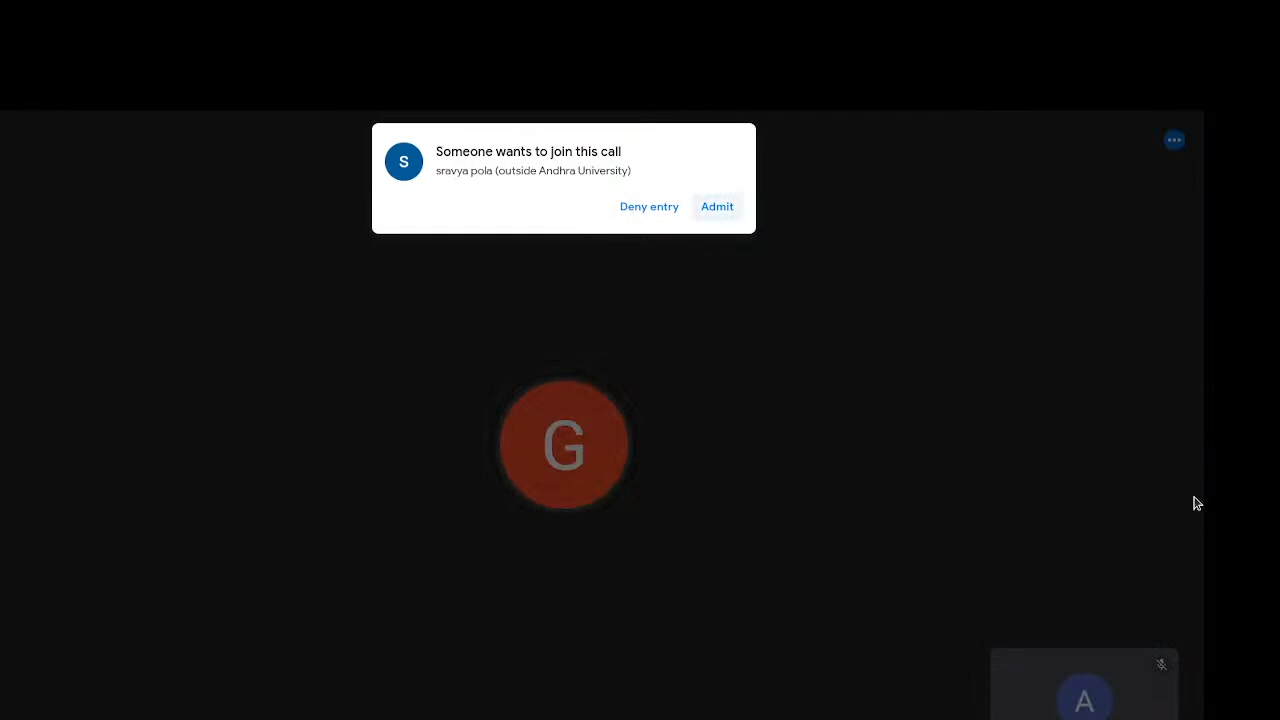 S
Someone wants to join this call
sravya pola (outside Andhra University)
Deny entry
Admit
G
A